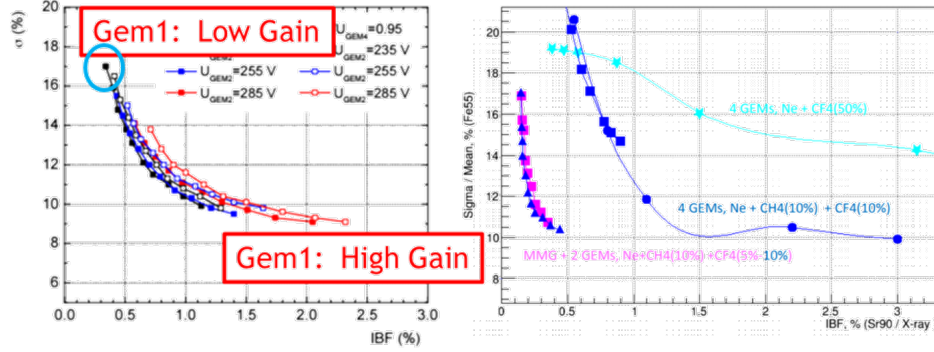 Gem1: Low Gain
U_GEM4=0.95
U_GEM2=235 V
U_GEM2=255 V
U_GEM2=255 V
U_GEM2=285 V
U_GEM2=285 V
σ (%)
20
18
16
14
12
10
8
6
Gem1: High Gain
0.0 0.5 1.0 1.5 2.0 2.5 3.0
IBF (%)
Sigma / Mean, % (Fe55)
20
18
16
14
12
10
8
4 GEMs, Ne + CF4(50%)
4 GEMs, Ne + CH4(10%) + CF4(10%)
MMG + 2 GEMs, Ne+CH4(10%) +CF4(5%-10%)
0 0.5 1 1.5 2 2.5 3
IBF, % (Sr90 / X-ray